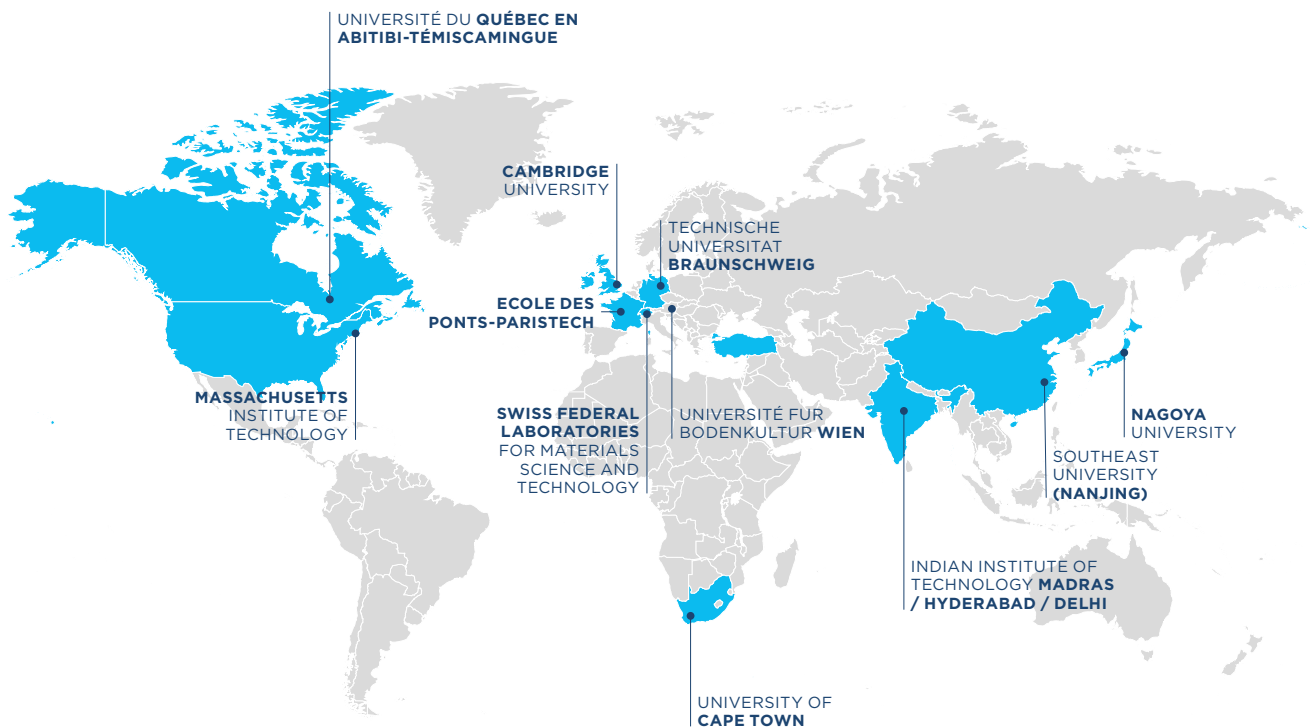 UNIVERSITÉ DU QUÉBEC EN
ABITIBI-TÉMISCAMINGUE
CAMBRIDGE
UNIVERSITY
TECHNISCHE
UNIVERSITAT
BRAUNSCHWEIG
ECOLE DES
PONTS-PARISTECH
MASSACHUSETTS
INSTITUTE OF
TECHNOLOGY
SWISS FEDERAL
LABORATORIES
FOR MATERIALS
SCIENCE AND
TECHNOLOGY
UNIVERSITÉ FUR
BODENKULTUR WIEN
NAGOYA
UNIVERSITY
SOUTHEAST
UNIVERSITY
(NANJING)
INDIAN INSTITUTE OF
TECHNOLOGY MADRAS
/ HYDERABAD / DELHI
UNIVERSITY OF
CAPE TOWN